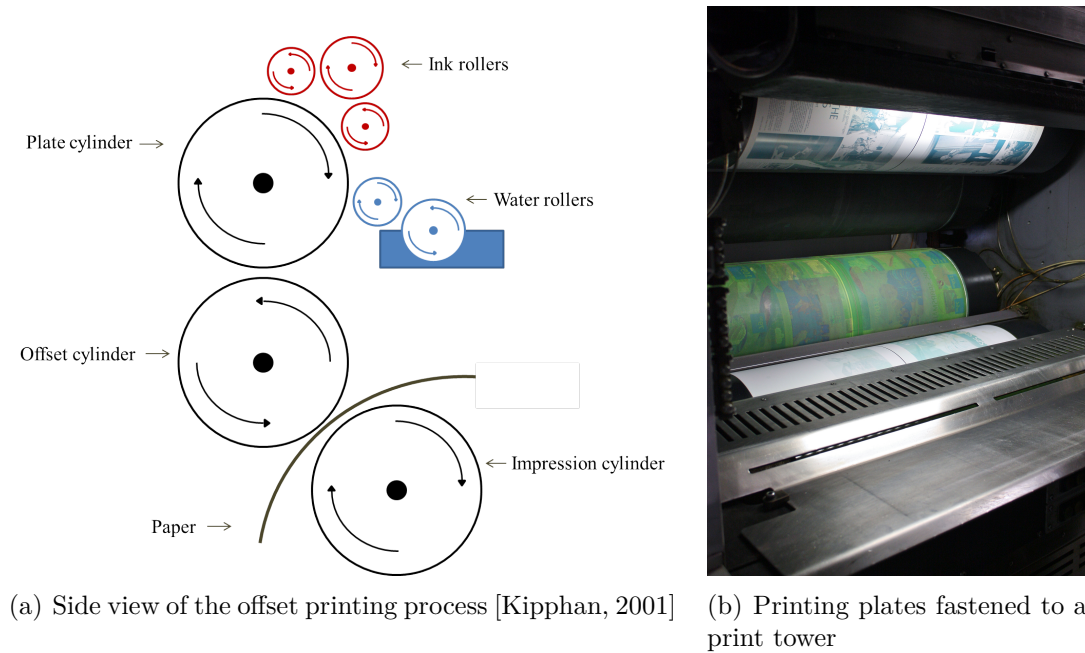 Ink rollers
Plate cylinder
Water rollers
Offset cylinder
Impression cylinder
Paper
(a) Side view of the offset printing process [Kipphan, 2001]
(b) Printing plates fastened to a
print tower